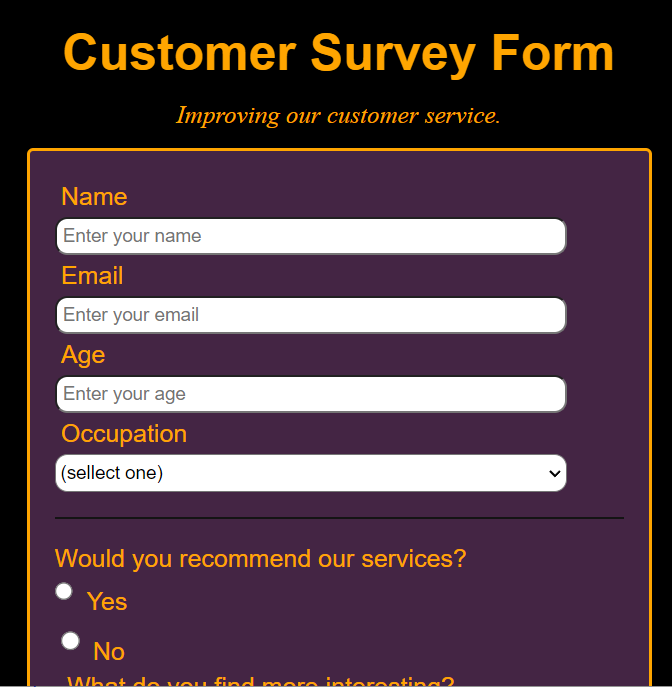 Customer Survey Form
Improving our customer service.
Name
Enter your name
Email
Enter your email
Age
Enter your age
Occupation
(sellect one)
Would you recommend our services?
Yes
No
What do you find more interesting?